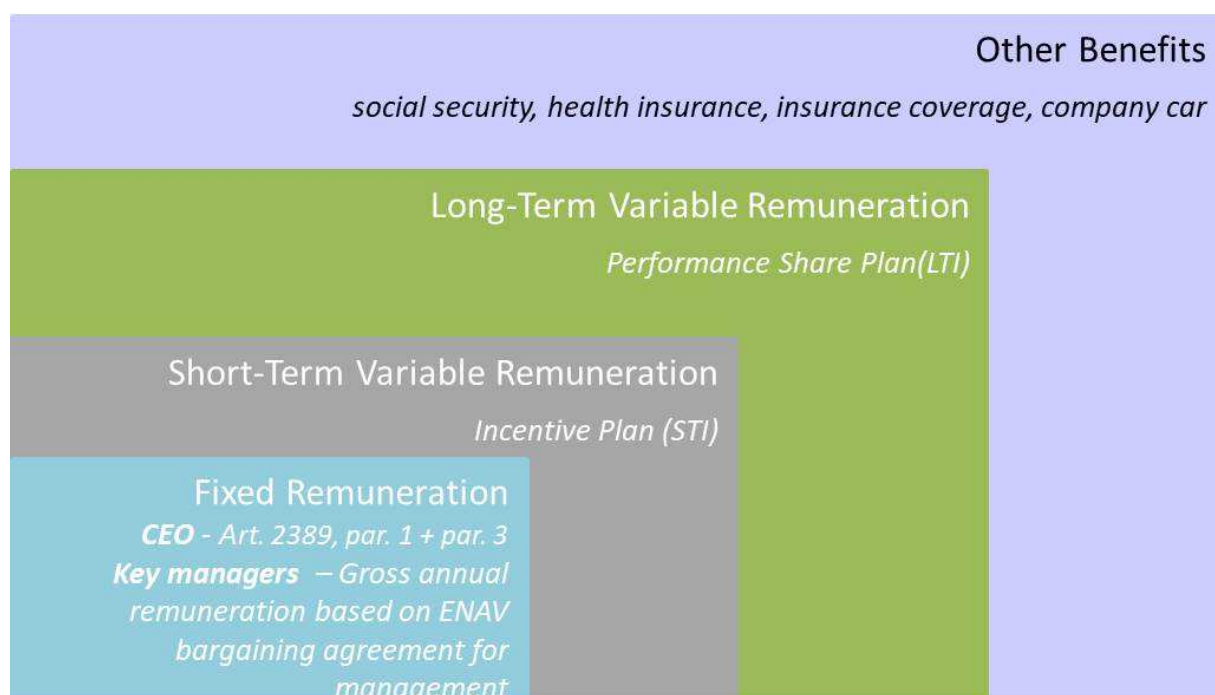 Other Benefits
social security, health insurance, insurance coverage, company car
Long-Term Variable Remuneration
Performance Share Plan(LTI)
Short-Term Variable Remuneration
Incentive Plan (STI)
Fixed Remuneration
CEO - Art. 2389, par. 1 + par. 3
Key managers – Gross annual
remuneration based on ENAV
bargaining agreement for
management